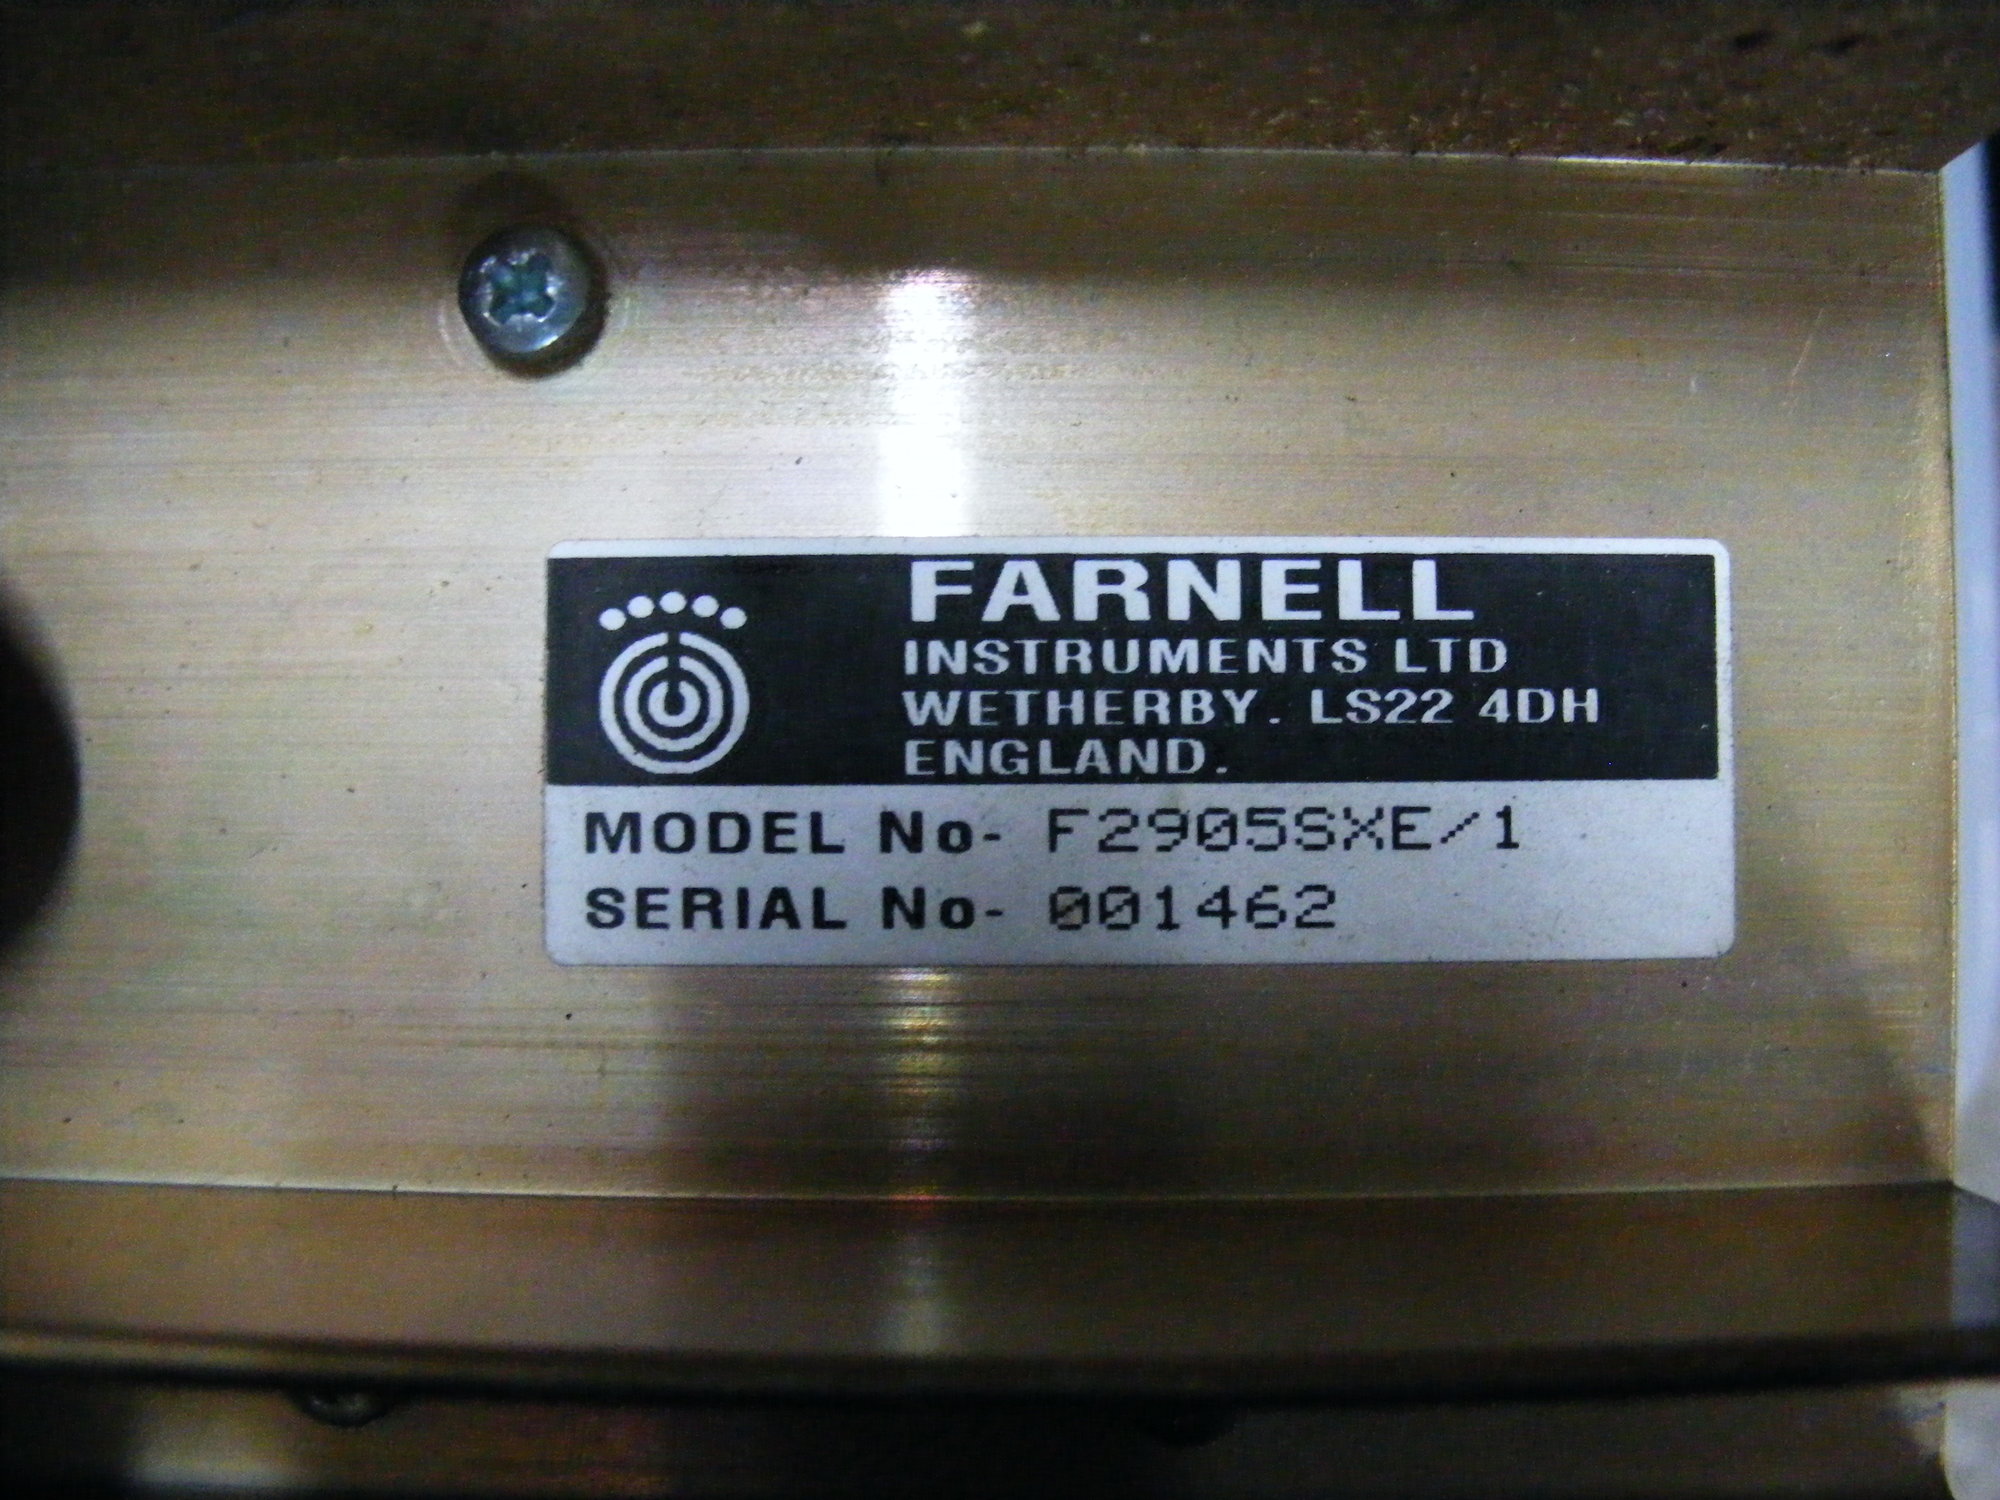 FARNELL
INSTRUMENTS LTD
WETHERBY. LS22 4DH
ENGLAND.
MODEL No- F2905SXE/1
SERIAL No- 001462